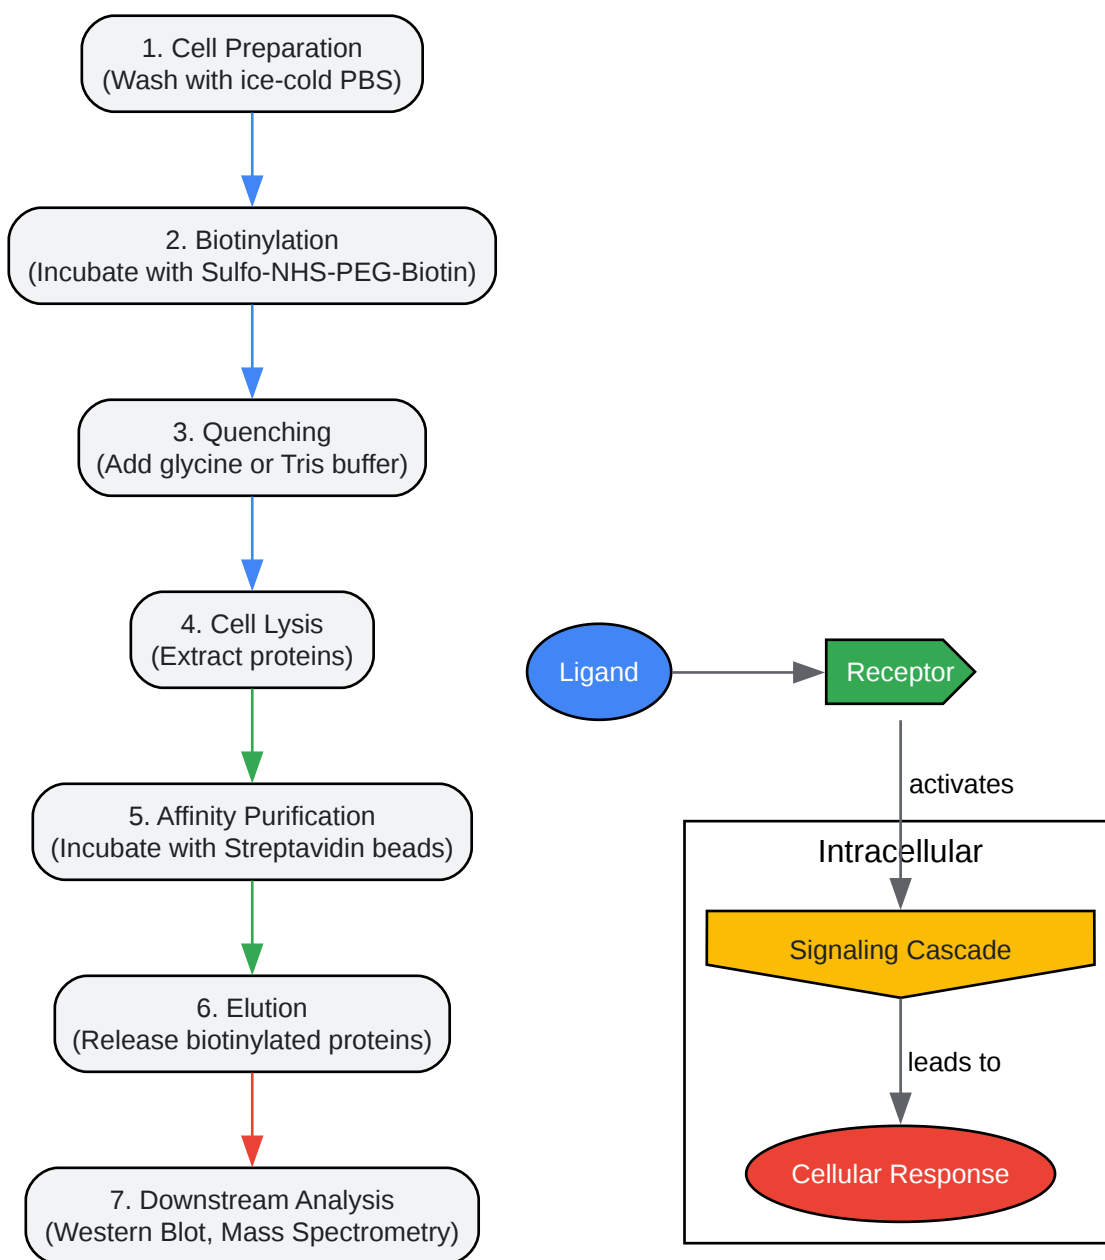 1. Cell Preparation
(Wash with ice-cold PBS)
2. Biotinylation
(Incubate with Sulfo-NHS-PEG-Biotin)
3. Quenching
(Add glycine or Tris buffer)
4. Cell Lysis
(Extract proteins)
5. Affinity Purification
(Incubate with Streptavidin beads)
6. Elution
(Release biotinylated proteins)
7. Downstream Analysis
(Western Blot, Mass Spectrometry)
Ligand
Receptor
activates
Intracellular
Signaling Cascade
leads to
Cellular Response